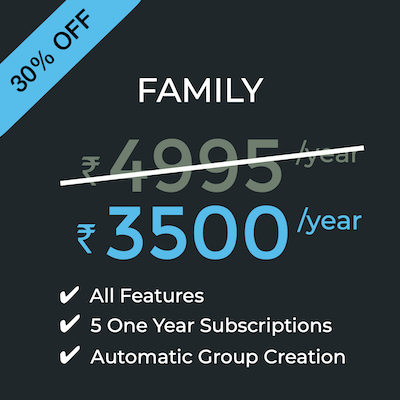 30% OFF
FAMILY
₹ 4995 /year
₹ 3500 /year
✔ All Features
✔ 5 One Year Subscriptions
✔ Automatic Group Creation